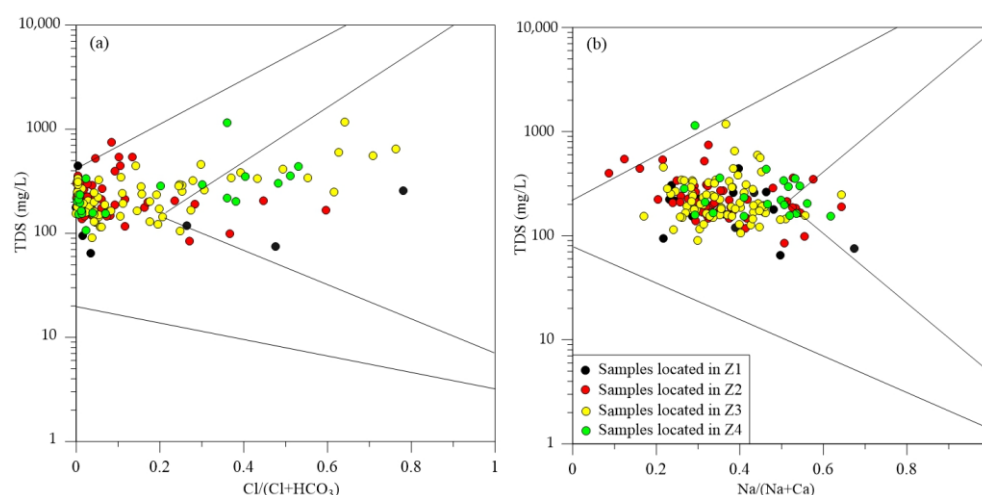 (a)
10,000
1000
100
10
1
TDS (mg/L)
0
0.2
0.4
0.6
0.8
1
Cl/(Cl+HCO₃)
(b)
10,000
1000
100
10
1
TDS (mg/L)
0
0.2
0.4
0.6
0.8
Na/(Na+Ca)
Samples located in Z1
Samples located in Z2
Samples located in Z3
Samples located in Z4